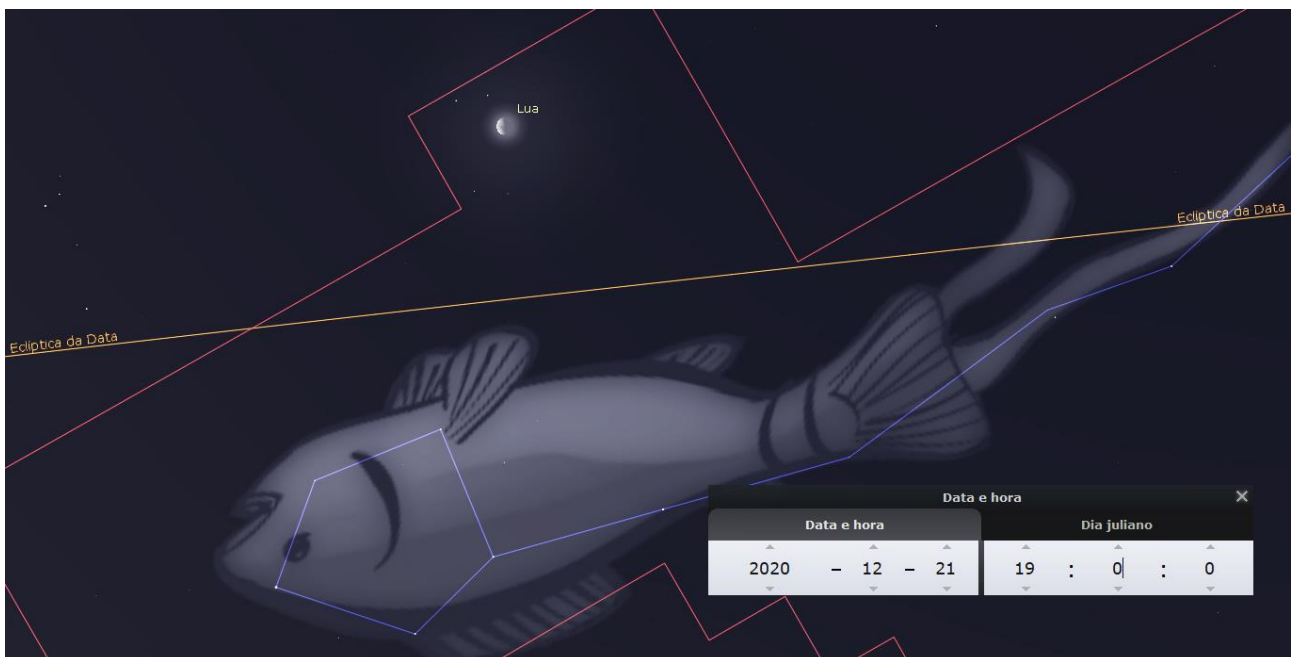 Lua
Eclíptica da Data
Eclíptica da Data
Data e hora
Data e hora Dia juliano
2020 – 12 – 21 19 : 0 : 0